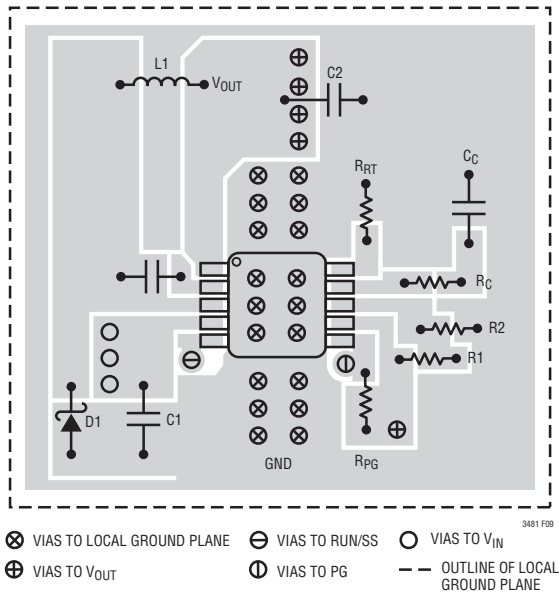 L1
VOUT
C2
RRT
CC
RC
R2
R1
D1
C1
GND
RPG
3481 F09
VIAS TO LOCAL GROUND PLANE
VIAS TO RUN/SS
VIAS TO VIN
VIAS TO VOUT
VIAS TO PG
OUTLINE OF LOCAL
GROUND PLANE